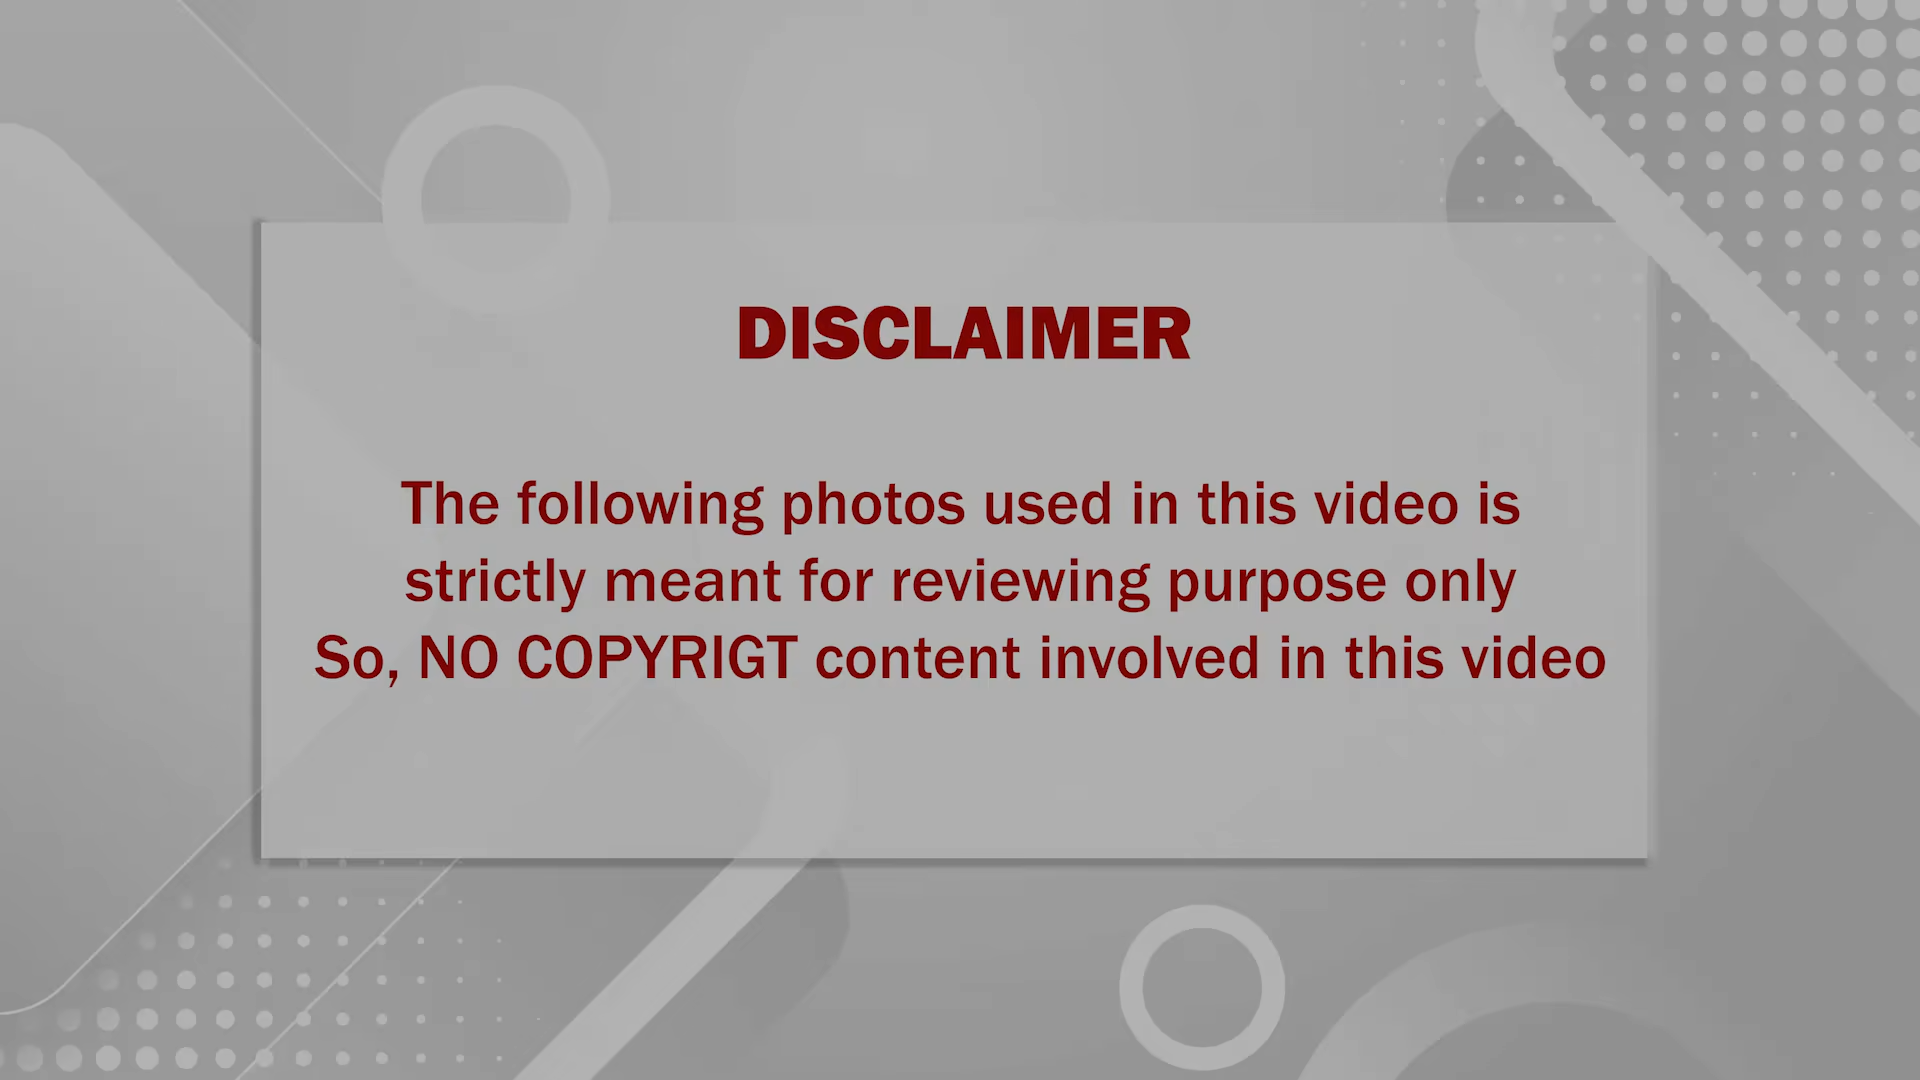 DISCLAIMER
The following photos used in this video is
strictly meant for reviewing purpose only
So, NO COPYRIGT content involved in this video